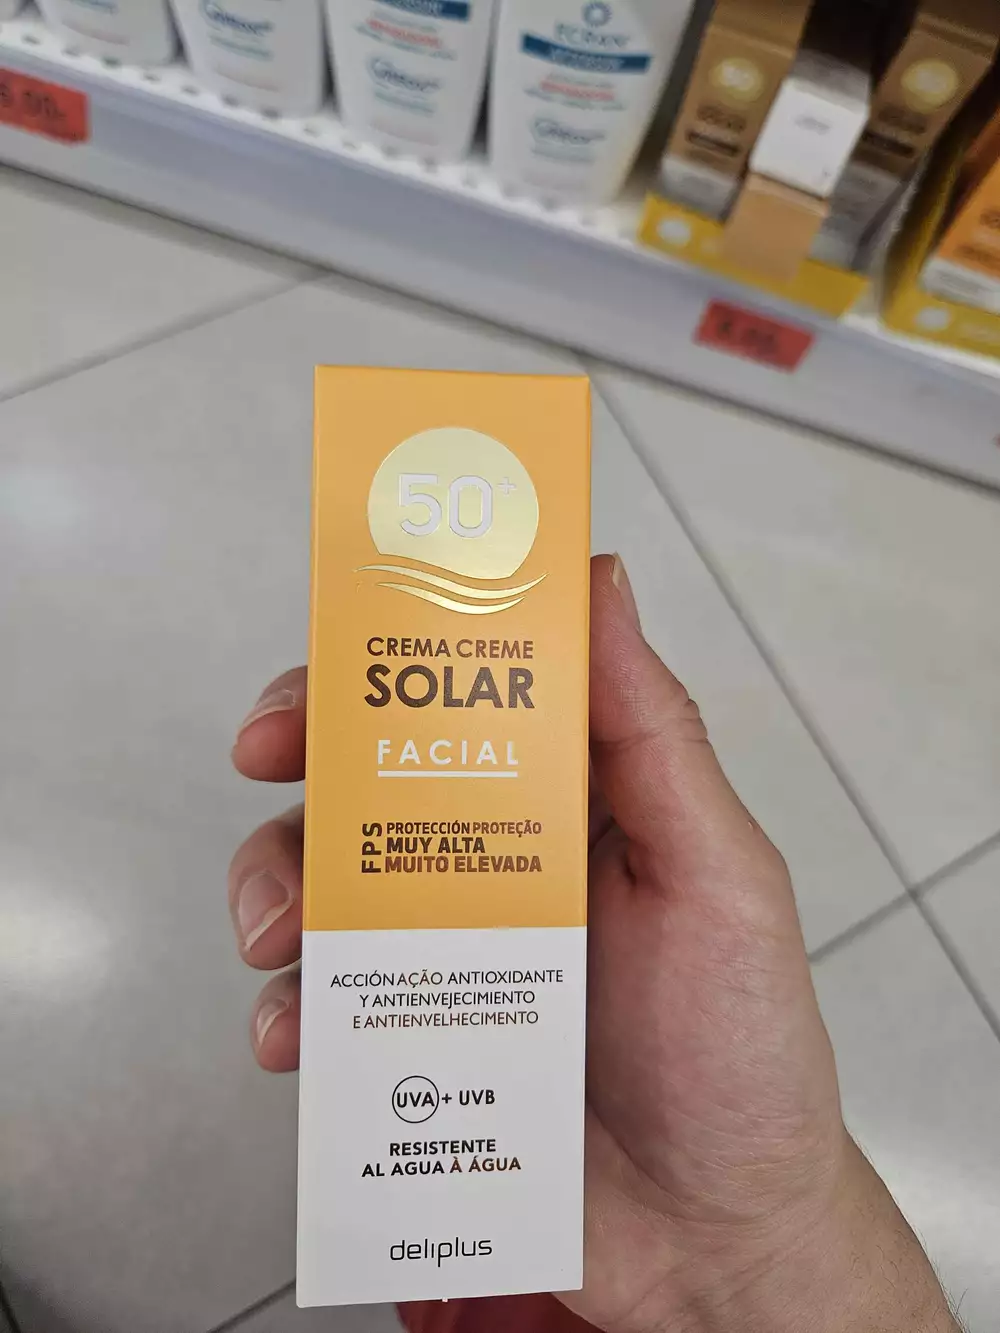 50+
CREMA CREME
SOLAR
FACIAL
FPS
PROTECCIÓN PROTEÇÃO
MUY ALTA
MUITO ELEVADA
ACCIÓN AÇÃO ANTIOXIDANTE
Y ANTIENVEJECIMIENTO
E ANTIENVELHECIMENTO
UVA + UVB
RESISTENTE
AL AGUA À ÁGUA
deliplus